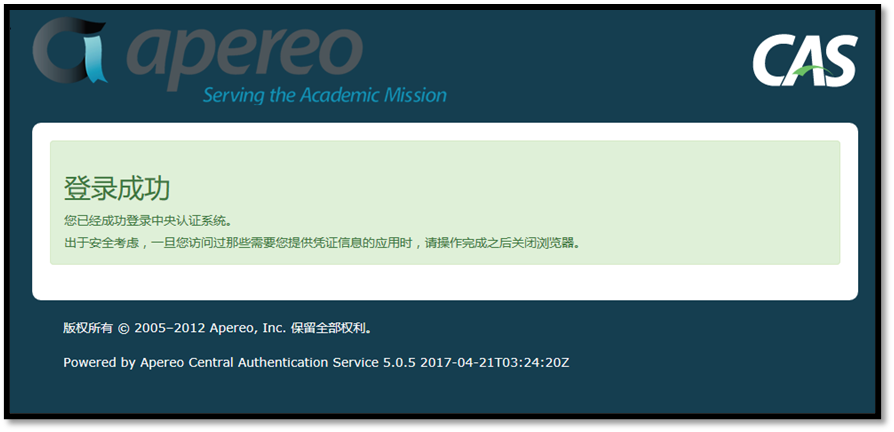 apereo
Serving the Academic Mission
CAS
登录成功
您已经成功登录中央认证系统。
出于安全考虑，一旦您访问过那些需要您提供凭证信息的应用时，请操作完成之后关闭浏览器。
版权所有 © 2005–2012 Apereo, Inc. 保留全部权利。
Powered by Apereo Central Authentication Service 5.0.5 2017-04-21T03:24:20Z